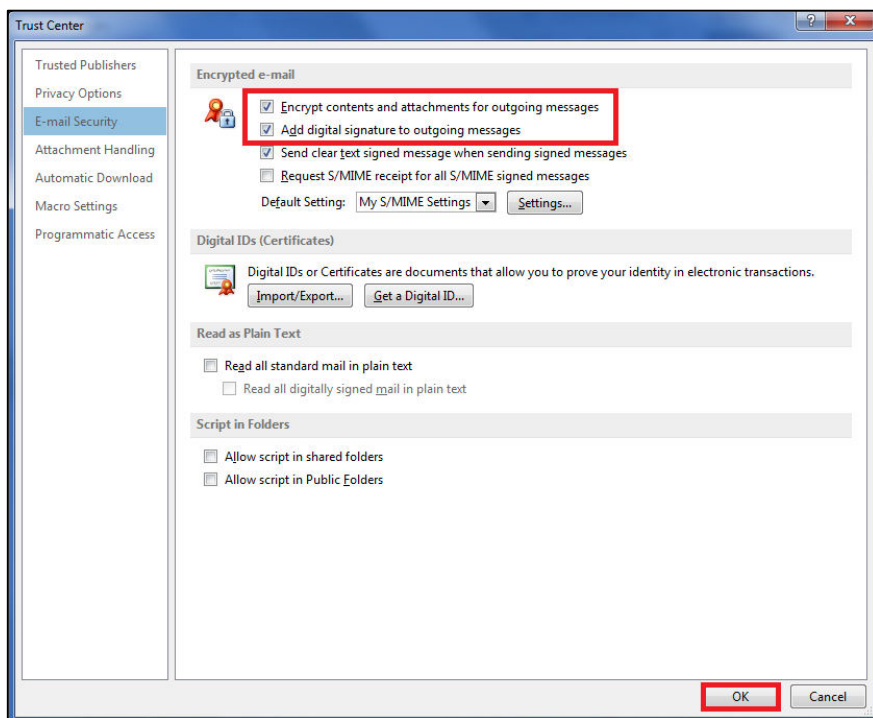 Trust Center
Trusted Publishers
Privacy Options
E-mail Security
Attachment Handling
Automatic Download
Macro Settings
Programmatic Access
Encrypted e-mail
Encrypt contents and attachments for outgoing messages
Add digital signature to outgoing messages
Send clear text signed message when sending signed messages
Request S/MIME receipt for all S/MIME signed messages
Default Setting: My S/MIME Settings Settings...
Digital IDs (Certificates)
Digital IDs or Certificates are documents that allow you to prove your identity in electronic transactions.
Import/Export... Get a Digital ID...
Read as Plain Text
Read all standard mail in plain text
Read all digitally signed mail in plain text
Script in Folders
Allow script in shared folders
Allow script in Public Folders
OK Cancel